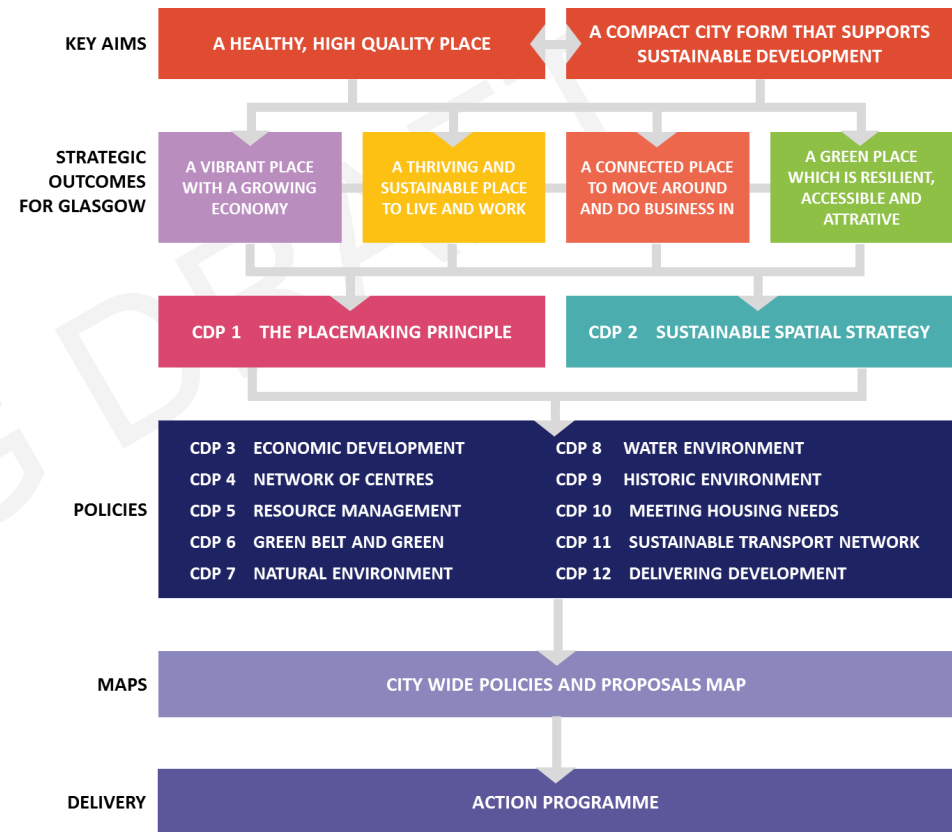 KEY AIMS
A HEALTHY, HIGH QUALITY PLACE
A COMPACT CITY FORM THAT SUPPORTS
SUSTAINABLE DEVELOPMENT
STRATEGIC
OUTCOMES
FOR GLASGOW
A VIBRANT PLACE
WITH A GROWING
ECONOMY
A THRIVING AND
SUSTAINABLE PLACE
TO LIVE AND WORK
A CONNECTED PLACE
TO MOVE AROUND
AND DO BUSINESS IN
A GREEN PLACE
WHICH IS RESILIENT,
ACCESSIBLE AND
ATTRATIVE
CDP 1 THE PLACEMAKING PRINCIPLE
CDP 2 SUSTAINABLE SPATIAL STRATEGY
POLICIES
CDP 3 ECONOMIC DEVELOPMENT
CDP 4 NETWORK OF CENTRES
CDP 5 RESOURCE MANAGEMENT
CDP 6 GREEN BELT AND GREEN
CDP 7 NATURAL ENVIRONMENT
CDP 8 WATER ENVIRONMENT
CDP 9 HISTORIC ENVIRONMENT
CDP 10 MEETING HOUSING NEEDS
CDP 11 SUSTAINABLE TRANSPORT NETWORK
CDP 12 DELIVERING DEVELOPMENT
MAPS
CITY WIDE POLICIES AND PROPOSALS MAP
DELIVERY
ACTION PROGRAMME
G DRAFT